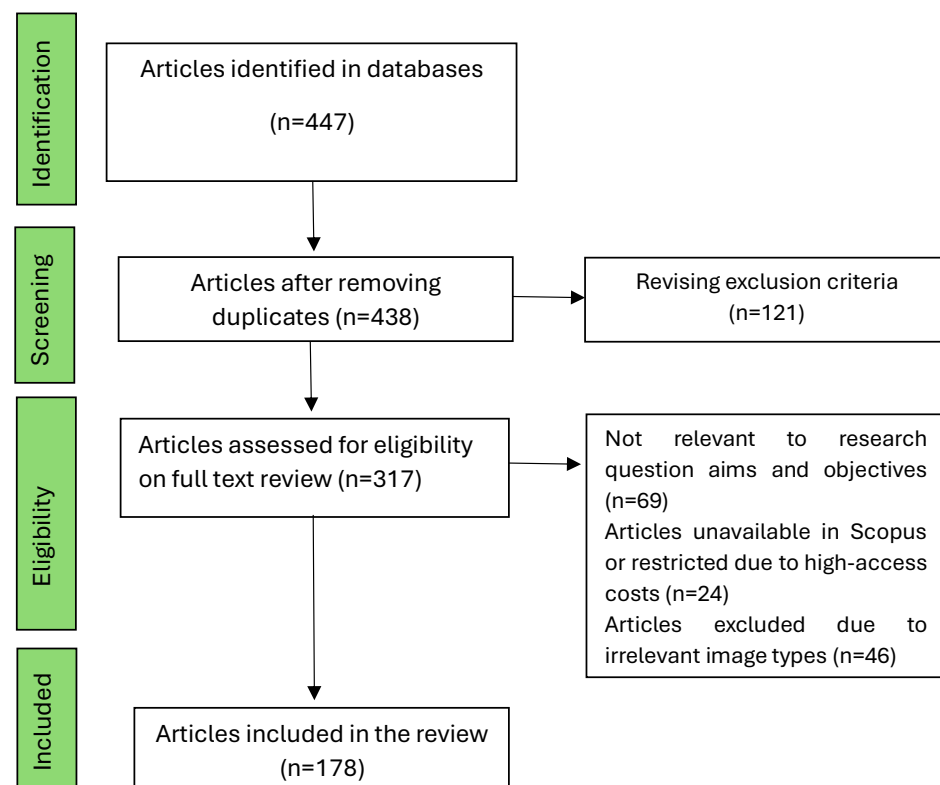 Identification
Articles identified in databases
(n=447)
Screening
Articles after removing
duplicates (n=438)
Revising exclusion criteria
(n=121)
Eligibility
Articles assessed for eligibility
on full text review (n=317)
Not relevant to research
question aims and objectives
(n=69)
Articles unavailable in Scopus
or restricted due to high-access
costs (n=24)
Articles excluded due to
irrelevant image types (n=46)
Included
Articles included in the review
(n=178)